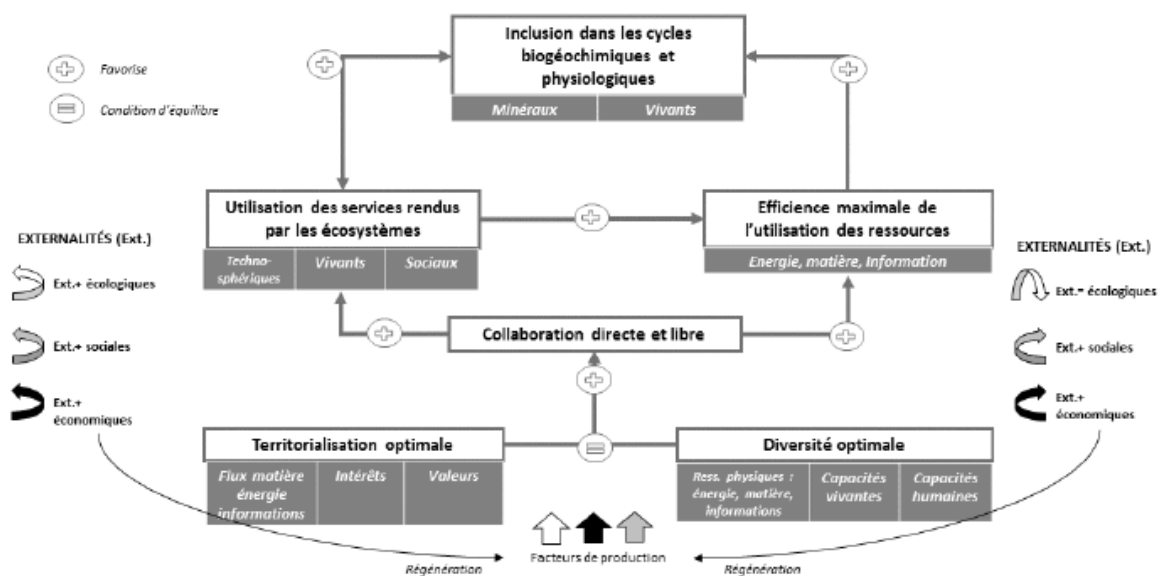 Inclusion dans les cycles
biogéochimiques et
physiologiques
Minéraux
Vivants
Favorise
Condition d'équilibre
Utilisation des services rendus
par les écosystèmes
Techno-
sphériques
Vivants
Sociaux
Efficience maximale de
l'utilisation des ressources
Energie, matière, Information
EXTERNALITÉS (Ext.)
Ext.+ écologiques
Ext.+ sociales
Ext.+
économiques
EXTERNALITÉS (Ext.)
Ext.= écologiques
Ext.+ sociales
Ext.+
économiques
Collaboration directe et libre
Territorialisation optimale
Flux matière
énergie
informations
Intérêts
Valeurs
Diversité optimale
Ress. physiques :
énergie, matière,
informations
Capacités
vivantes
Capacités
humaines
Facteurs de production
Régénération
Régénération